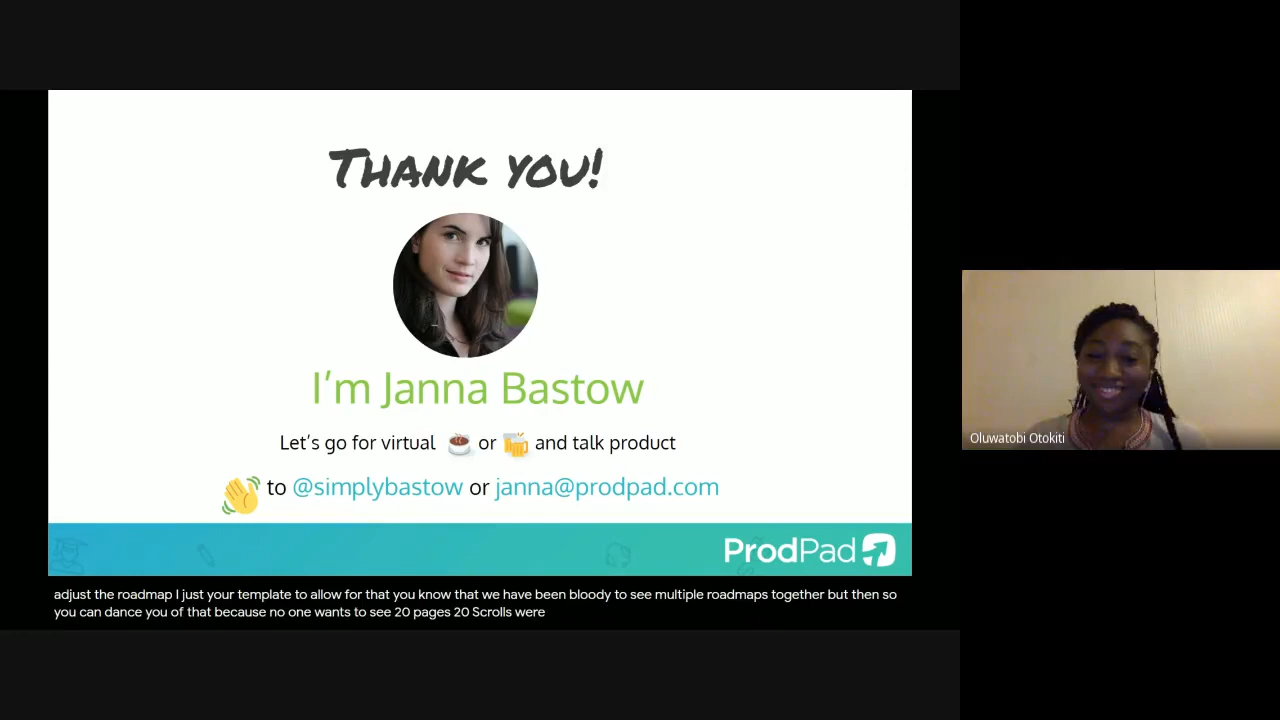 THANK YOU!
I'm Janna Bastow
Let's go for virtual ☕ or 🍻 and talk product
👋 to @simplybastow or janna@prodpad.com
ProdPad
adjust the roadmap I just your template to allow for that you know that we have been bloody to see multiple roadmaps together but then so
you can dance you of that because no one wants to see 20 pages 20 Scrolls were
Oluwatobi Otokiti